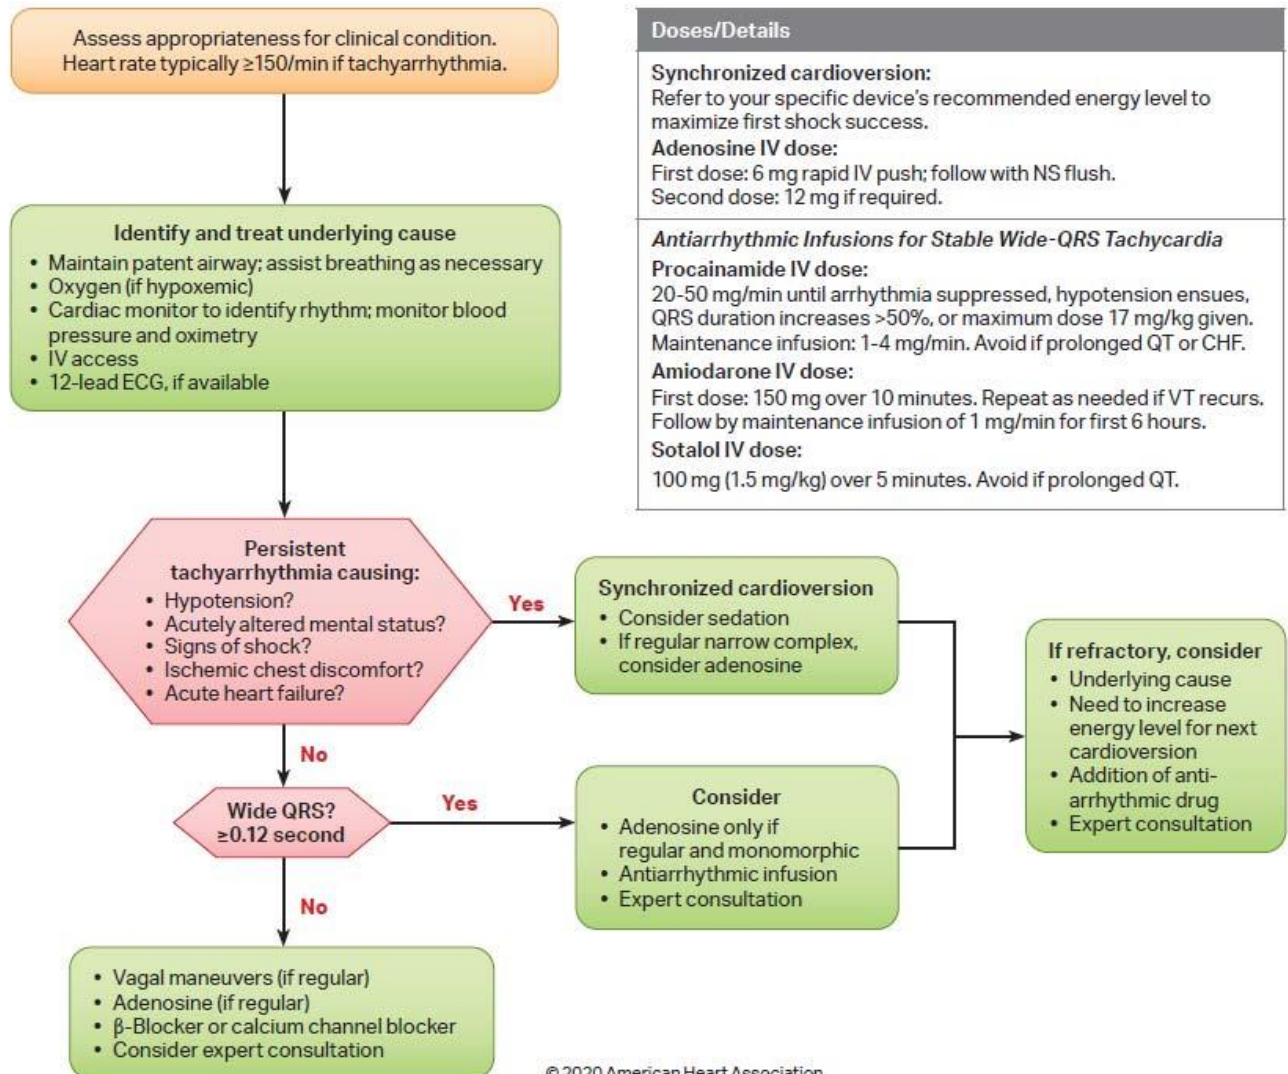 Assess appropriateness for clinical condition.
Heart rate typically ≥150/min if tachyarrhythmia.
Identify and treat underlying cause
• Maintain patent airway; assist breathing as necessary
• Oxygen (if hypoxemic)
• Cardiac monitor to identify rhythm; monitor blood
pressure and oximetry
• IV access
• 12-lead ECG, if available
Persistent
tachyarrhythmia causing:
• Hypotension?
• Acutely altered mental status?
• Signs of shock?
• Ischemic chest discomfort?
• Acute heart failure?
Yes
Synchronized cardioversion
• Consider sedation
• If regular narrow complex,
consider adenosine
No
Wide QRS?
≥0.12 second
Yes
Consider
• Adenosine only if
regular and monomorphic
• Antiarrhythmic infusion
• Expert consultation
If refractory, consider
• Underlying cause
• Need to increase
energy level for next
cardioversion
• Addition of anti-
arrhythmic drug
• Expert consultation
No
• Vagal maneuvers (if regular)
• Adenosine (if regular)
• β-Blocker or calcium channel blocker
• Consider expert consultation
Doses/Details
Synchronized cardioversion:
Refer to your specific device's recommended energy level to
maximize first shock success.
Adenosine IV dose:
First dose: 6 mg rapid IV push; follow with NS flush.
Second dose: 12 mg if required.
Antiarrhythmic Infusions for Stable Wide-QRS Tachycardia
Procainamide IV dose:
20-50 mg/min until arrhythmia suppressed, hypotension ensues,
QRS duration increases >50%, or maximum dose 17 mg/kg given.
Maintenance infusion: 1-4 mg/min. Avoid if prolonged QT or CHF.
Amiodarone IV dose:
First dose: 150 mg over 10 minutes. Repeat as needed if VT recurs.
Follow by maintenance infusion of 1 mg/min for first 6 hours.
Sotalol IV dose:
100 mg (1.5 mg/kg) over 5 minutes. Avoid if prolonged QT.
© 2020 American Heart Association